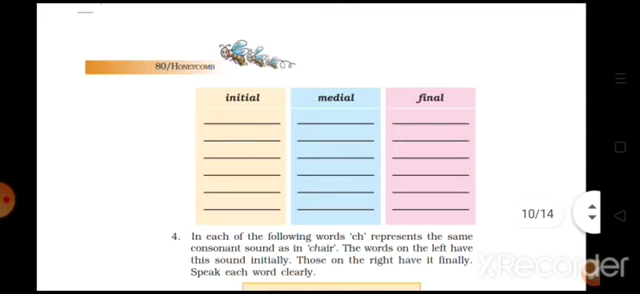 80/HONEYCOMB
initial medial final
10/14
4. In each of the following words 'ch' represents the same
consonant sound as in 'chair'. The words on the left have
this sound initially. Those on the right have it finally.
Speak each word clearly.
XRecorder